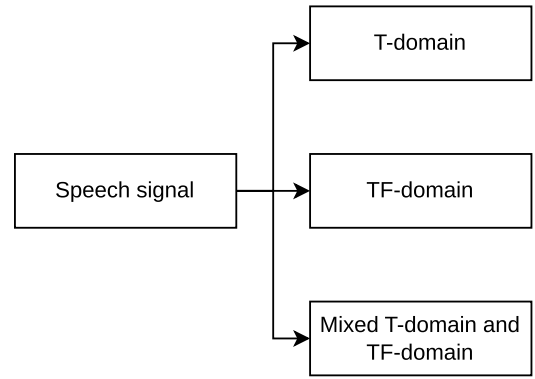 T-domain
Speech signal
TF-domain
Mixed T-domain and
TF-domain